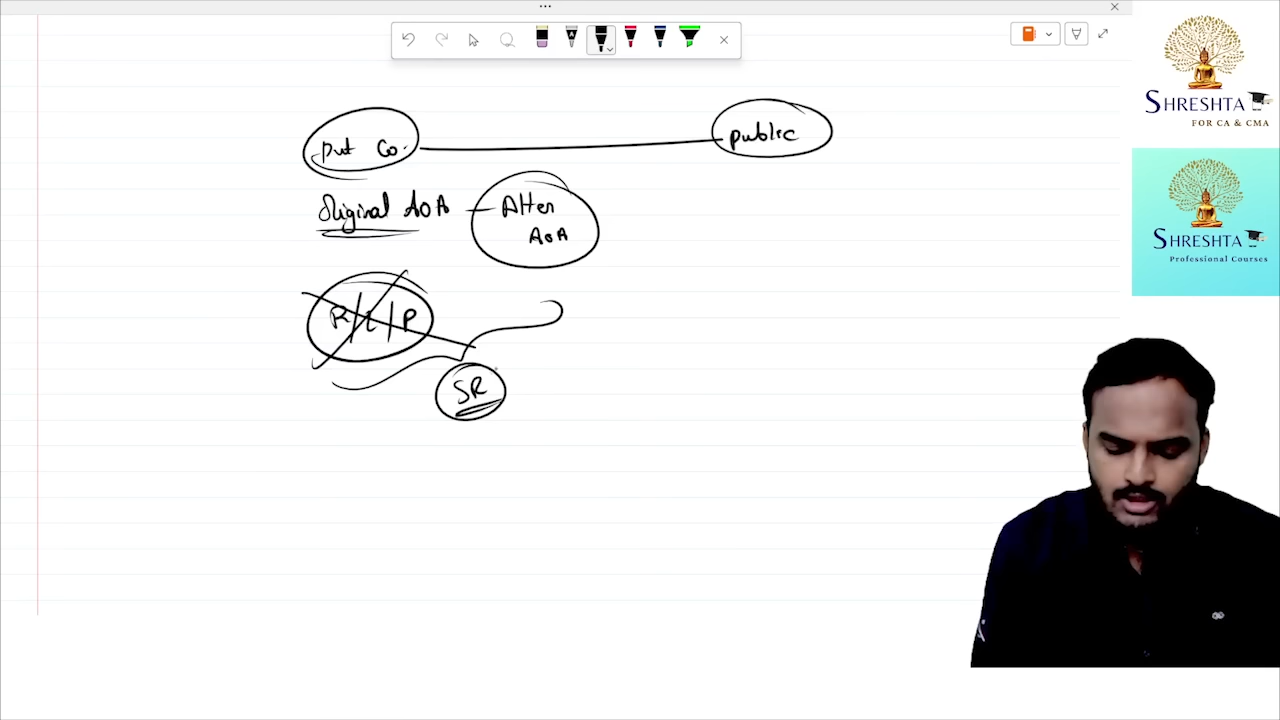 pvt Co. public
Original AOA - Alter
AOA
R/L/P
SR
SHRESHTA
FOR CA & CMA
SHRESHTA
Professional Courses